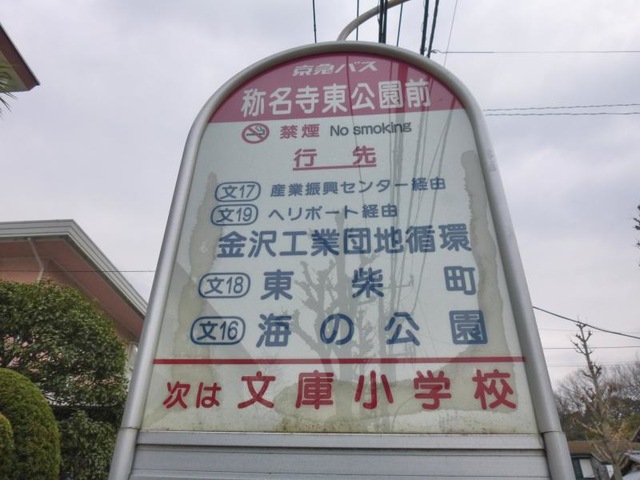 京急バス
称名寺東公園前
禁煙 No smoking
行先
文17 産業振興センター経由
文19 ヘリポート経由
金沢工業団地循環
文18 東柴町
文16 海の公園
次は 文庫小学校